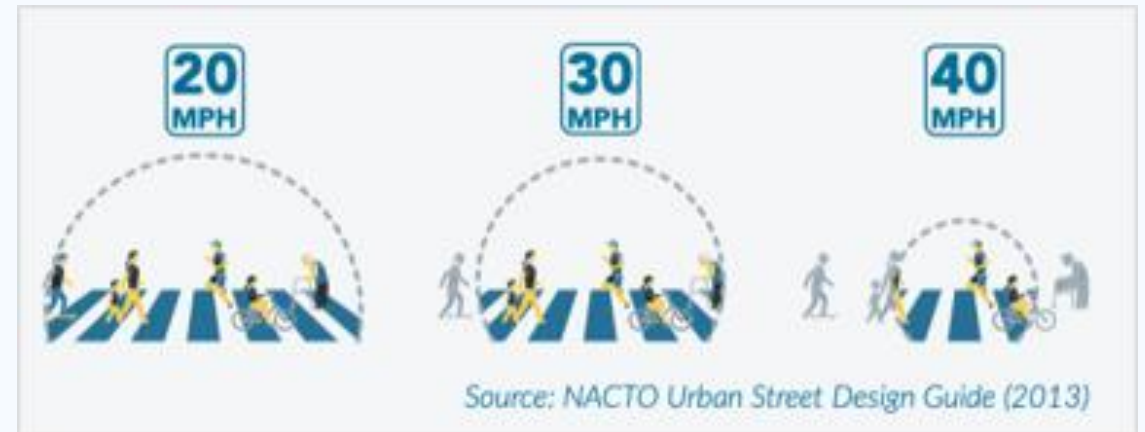 20
MPH
30
MPH
40
MPH
Source: NACTO Urban Street Design Guide (2013)